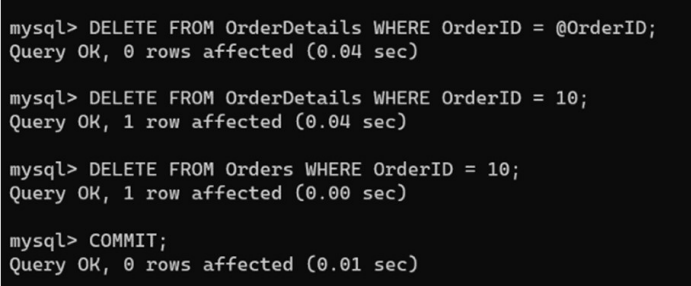 mysql> DELETE FROM OrderDetails WHERE OrderID = @OrderID;
Query OK, 0 rows affected (0.04 sec)
mysql> DELETE FROM OrderDetails WHERE OrderID = 10;
Query OK, 1 row affected (0.04 sec)
mysql> DELETE FROM Orders WHERE OrderID = 10;
Query OK, 1 row affected (0.00 sec)
mysql> COMMIT;
Query OK, 0 rows affected (0.01 sec)